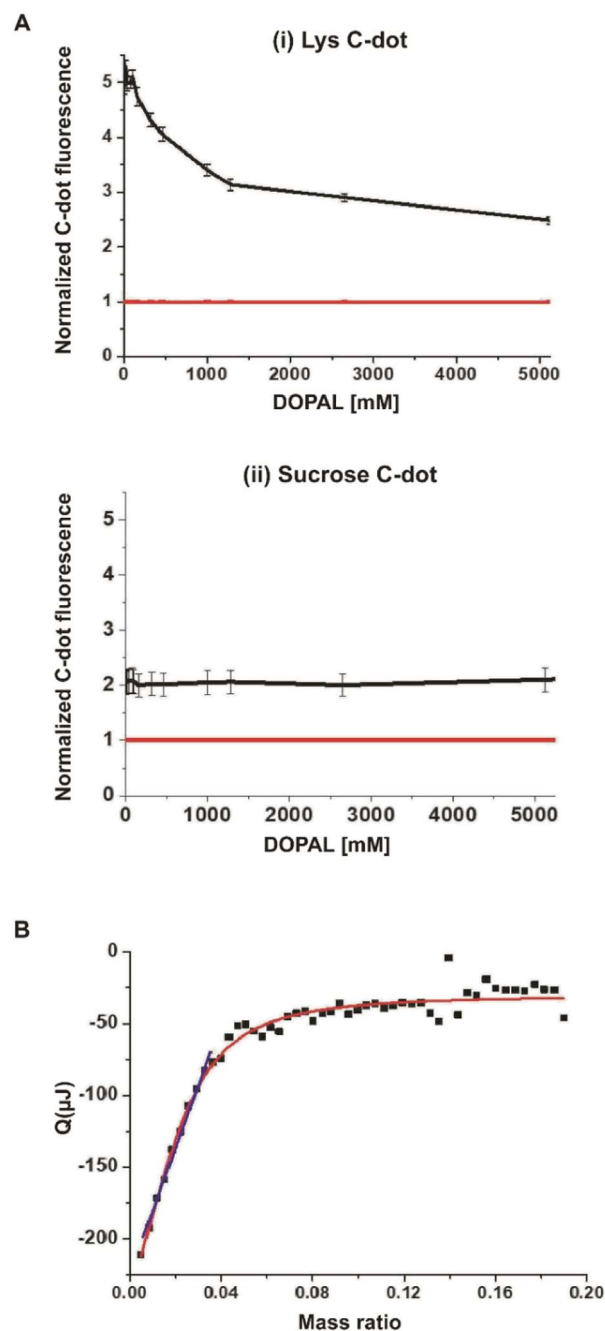 A
(i) Lys C-dot
Normalized C-dot fluorescence
5
4
3
2
1
0
0 1000 2000 3000 4000 5000
DOPAL [mM]
(ii) Sucrose C-dot
Normalized C-dot fluorescence
5
4
3
2
1
0
0 1000 2000 3000 4000 5000
DOPAL [mM]
B
Q(μJ)
0
-50
-100
-150
-200
0.00 0.04 0.08 0.12 0.16 0.20
Mass ratio